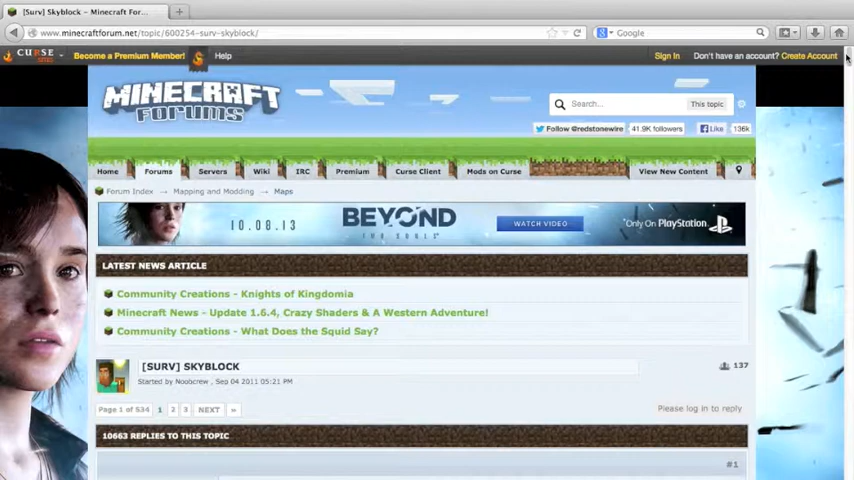 [Surv] Skyblock - Minecraft For...
www.minecraftforum.net/topic/600254-surv-skyblock/
Google
CURSE
Become a Premium Member!
Help
Sign In
Don't have an account? Create Account
MINECRAFT
FORUMS
Search...
This topic
Follow @redstonewire
41.9K followers
Like
136k
Home
Forums
Servers
Wiki
IRC
Premium
Curse Client
Mods on Curse
View New Content
Forum Index → Mapping and Modding → Maps
10.08.13
BEYOND
WATCH VIDEO
Only On PlayStation
LATEST NEWS ARTICLE
Community Creations - Knights of Kingdomia
Minecraft News - Update 1.6.4, Crazy Shaders & A Western Adventure!
Community Creations - What Does the Squid Say?
[SURV] SKYBLOCK
137
Started by Noobcrew , Sep 04 2011 05:21 PM
Page 1 of 534
1
2
3
NEXT
»
Please log in to reply
10663 REPLIES TO THIS TOPIC
#1